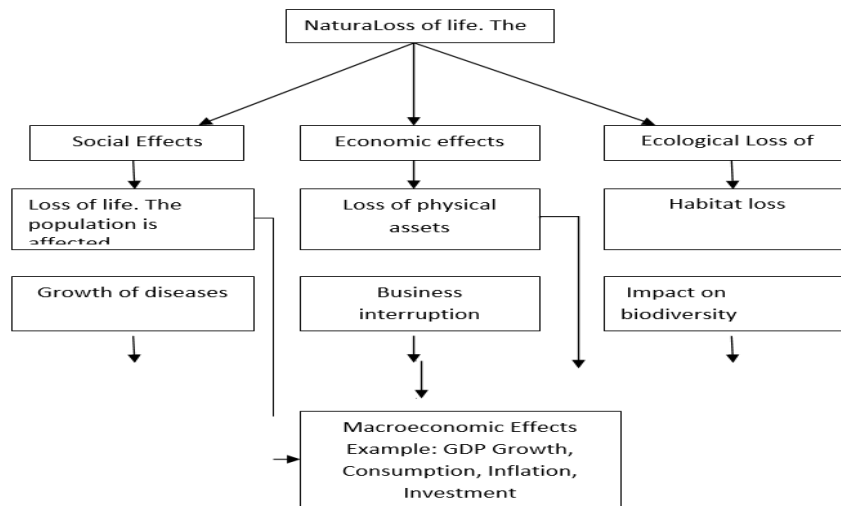 NaturaLoss of life. The
Social Effects
Economic effects
Ecological Loss of
Loss of life. The
population is
affected
Loss of physical
assets
Habitat loss
Growth of diseases
Business
interruption
Impact on
biodiversity
Macroeconomic Effects
Example: GDP Growth,
Consumption, Inflation,
Investment